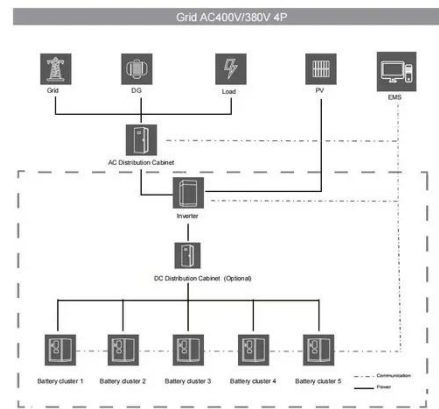 Grid AC400V/380V 4P
Grid
DG
Load
PV
EMS
AC Distribution Cabinet
Inverter
DC Distribution Cabinet (Optional)
Battery cluster 1
Battery cluster 2
Battery cluster 3
Battery cluster 4
Battery cluster 5
Communication
Power